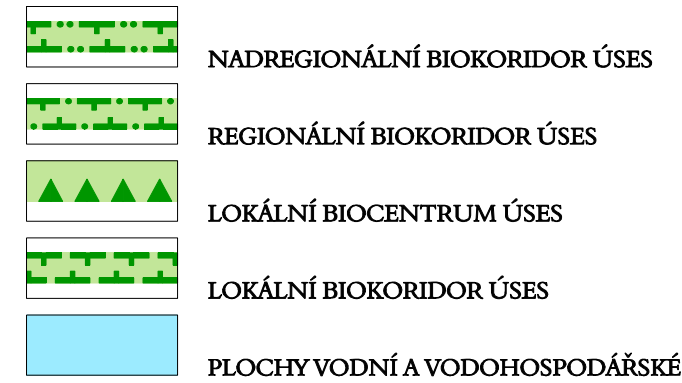 NADREGIONÁLNÍ BIOKORIDOR ÚSES
REGIONÁLNÍ BIOKORIDOR ÚSES
LOKÁLNÍ BIOCENTRUM ÚSES
LOKÁLNÍ BIOKORIDOR ÚSES
PLOCHY VODNÍ A VODOHOSPODÁŘSKÉ